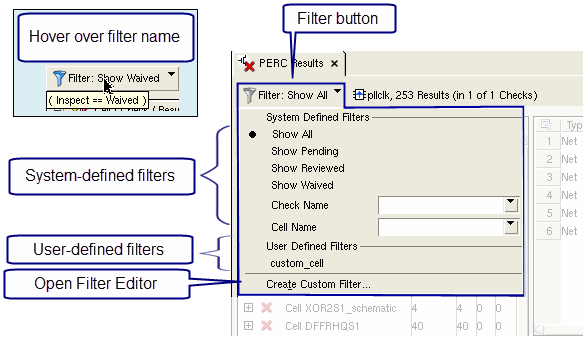 Filter button
Hover over filter name
Filter: Show Waived
( Inspect == Waived )
PERC Results ×
Filter: Show All
pllclk, 253 Results (in 1 of 1 Checks)
System Defined Filters
Show All
Show Pending
Show Reviewed
Show Waived
Check Name
Cell Name
User Defined Filters
custom_cell
Create Custom Filter...
System-defined filters
User-defined filters
Open Filter Editor
ID Typ
1 Net
2 Net
3 Net
4 Net
5 Net
6 Net
Cell XOR2S1_schematic 4 4 0 0
Cell DFFRHQS1 40 40 0 0